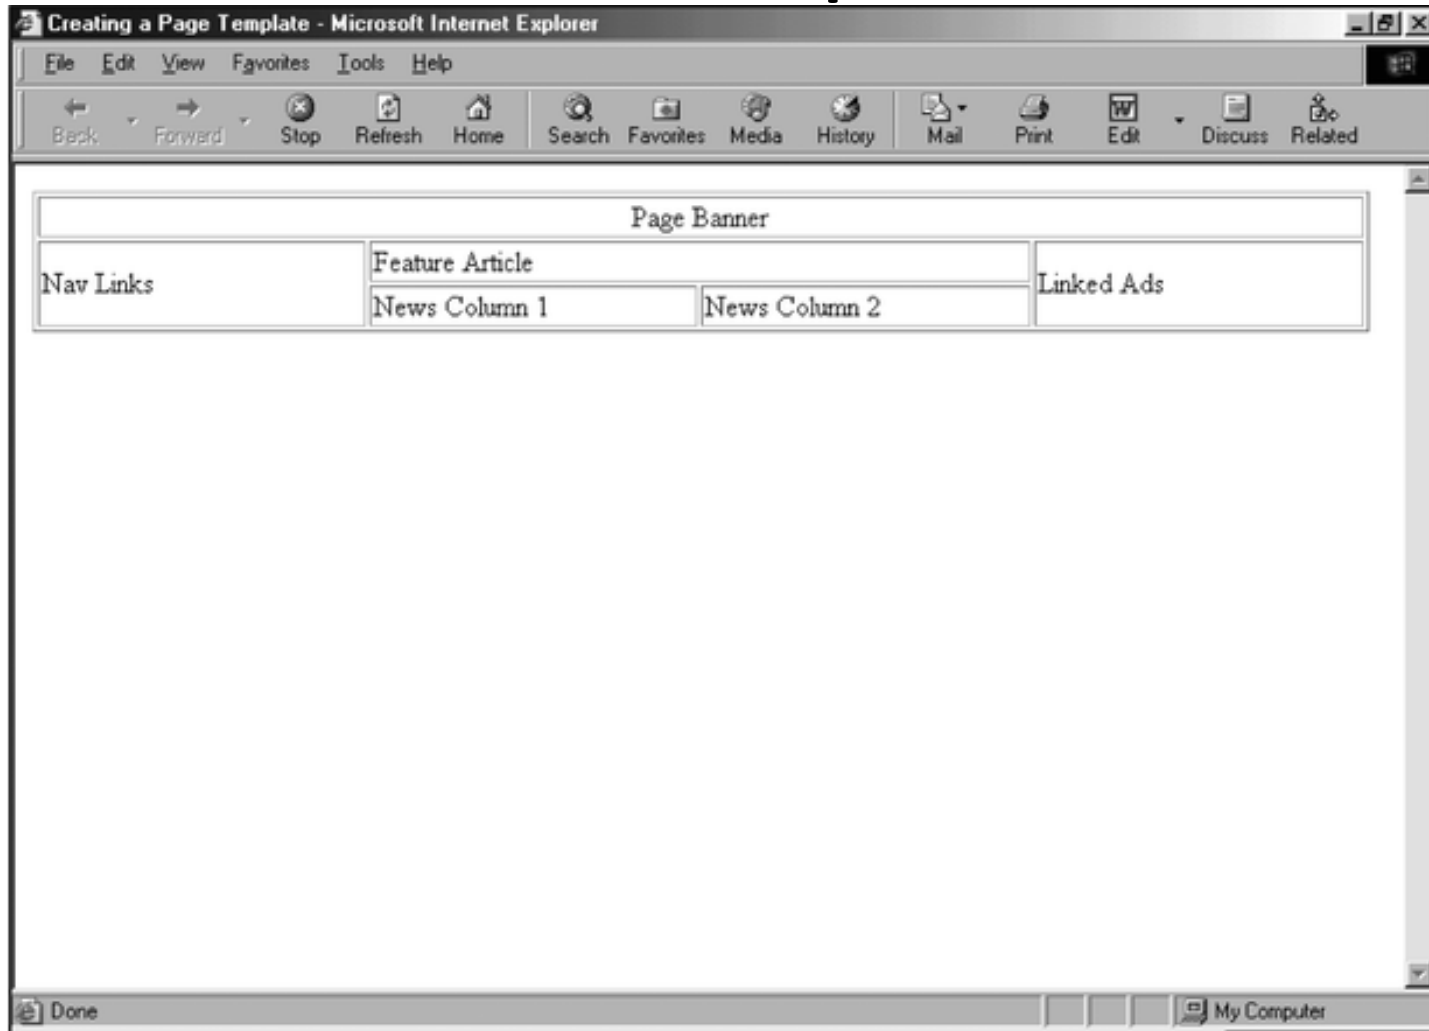 Creating a Page Template - Microsoft Internet Explorer
File Edit View Favorites Tools Help
Back Forward Stop Refresh Home Search Favorites Media History Mail Print Edit Discuss Related
Page Banner
Nav Links
Feature Article
Linked Ads
News Column 1 News Column 2
Done My Computer